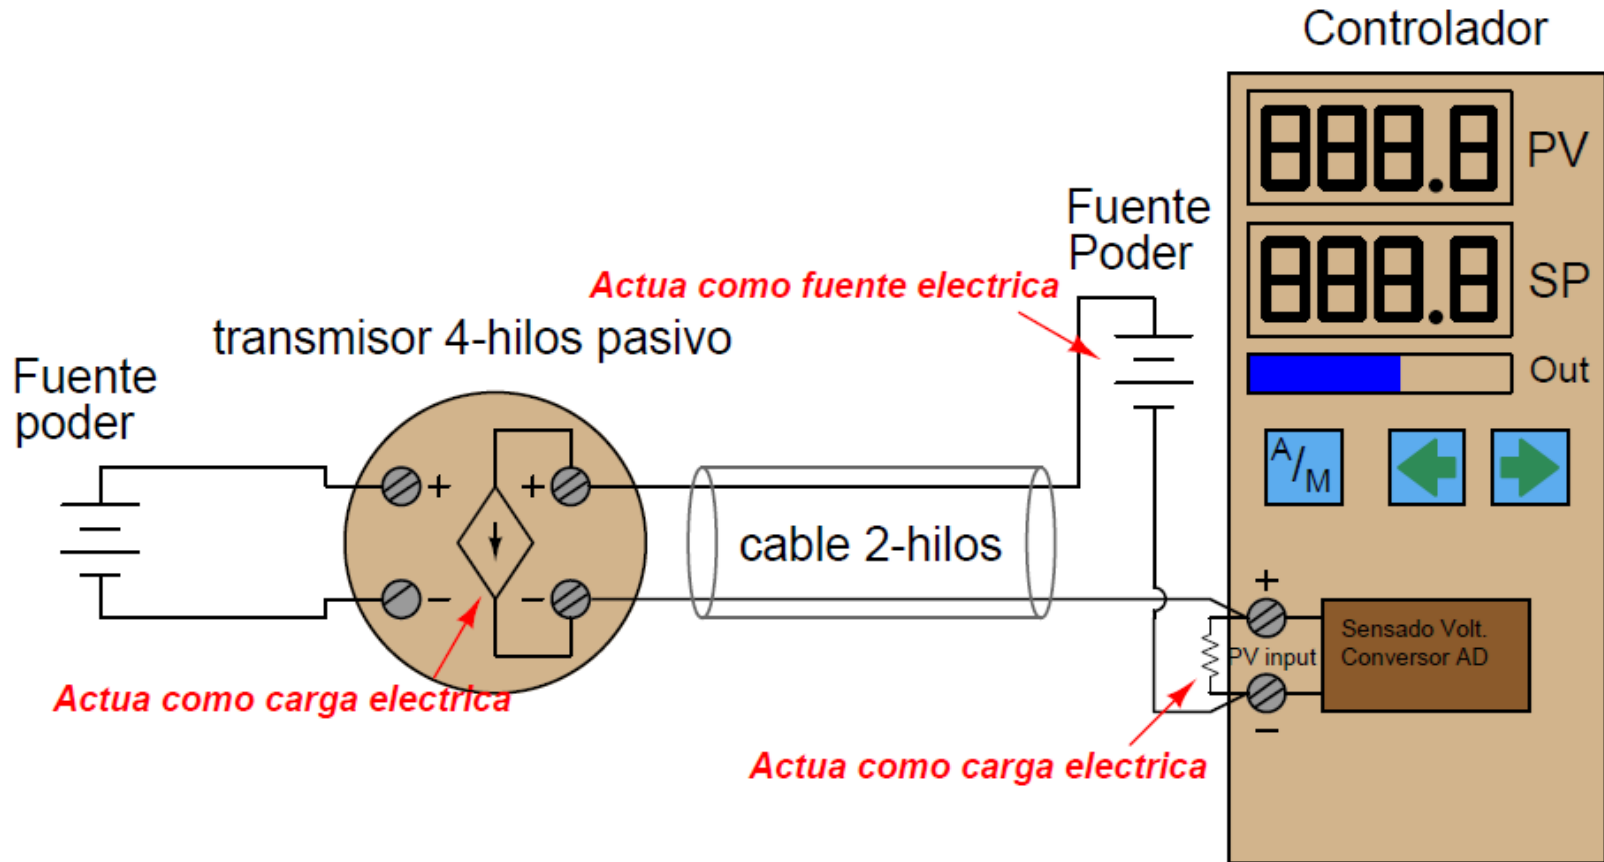 Controlador
888.8 PV
Fuente
Poder
888.8 SP
Actua como fuente electrica
transmisor 4-hilos pasivo
Out
Fuente
poder
A/M
+ + -
- -
cable 2-hilos
+
Sensado Volt.
PV input
Conversor AD
-
Actua como carga electrica
Actua como carga electrica